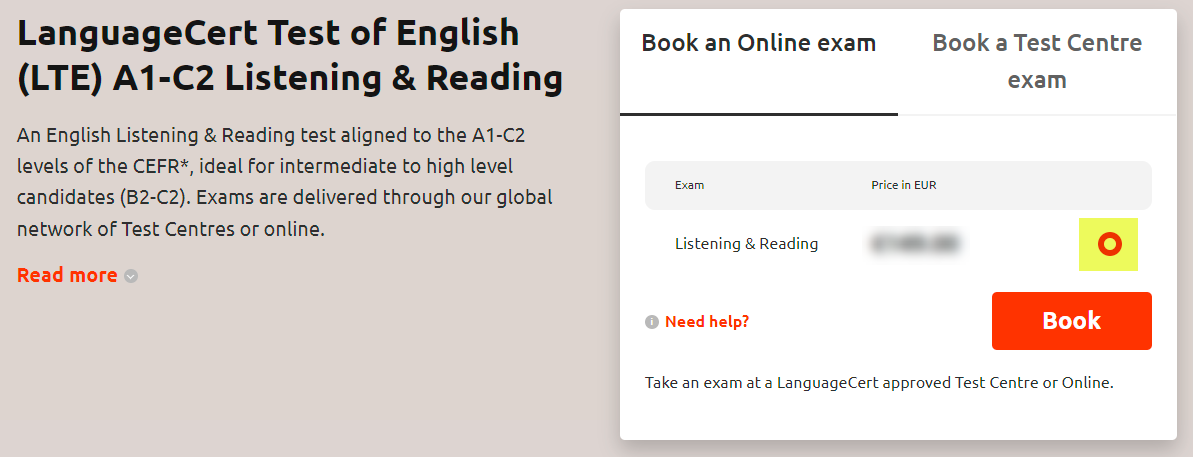 LanguageCert Test of English
(LTE) A1-C2 Listening & Reading
An English Listening & Reading test aligned to the A1-C2
levels of the CEFR*, ideal for intermediate to high level
candidates (B2-C2). Exams are delivered through our global
network of Test Centres or online.
Read more
Book an Online exam
Book a Test Centre
exam
Exam Price in EUR
Listening & Reading
Need help?
Book
Take an exam at a LanguageCert approved Test Centre or Online.